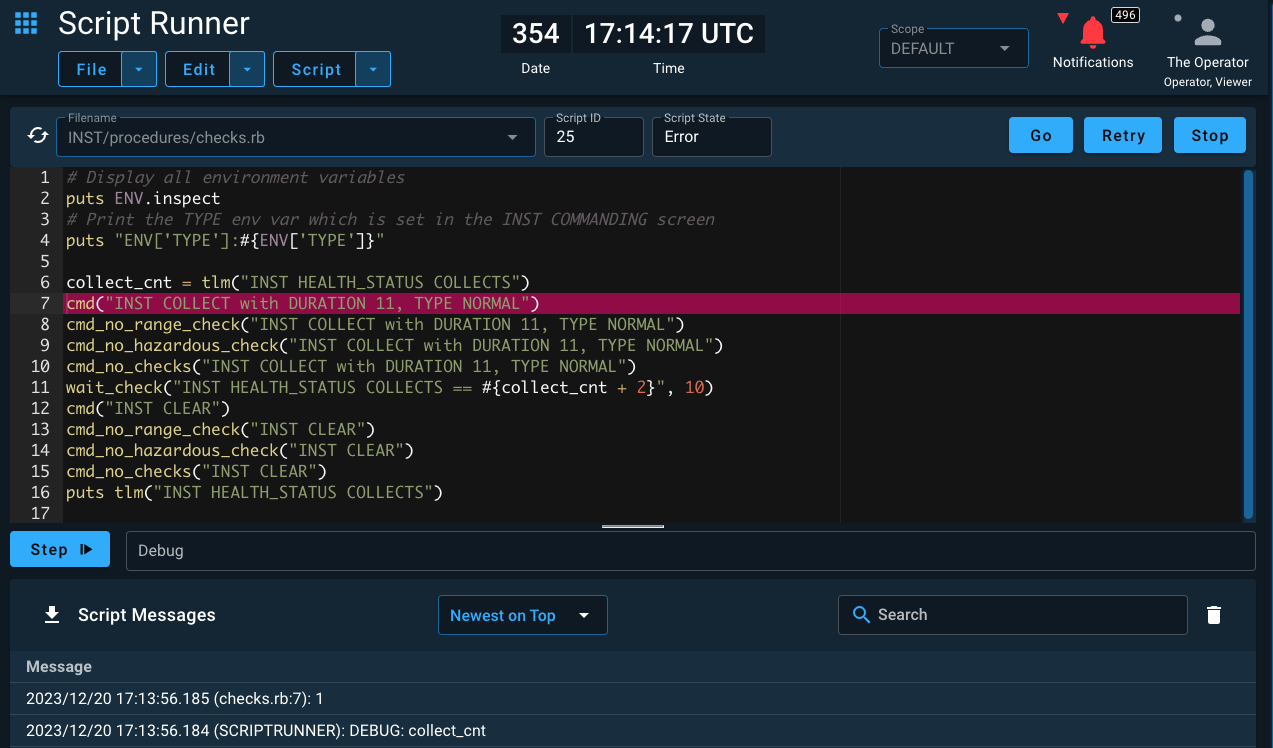 Script Runner
354 17:14:17 UTC
Date Time
Scope
DEFAULT
496
Notifications
The Operator
Operator, Viewer
File Edit Script
Filename
INST/procedures/checks.rb
Script ID
25
Script State
Error
Go Retry Stop
1 # Display all environment variables
2 puts ENV.inspect
3 # Print the TYPE env var which is set in the INST COMMANDING screen
4 puts "ENV['TYPE']:#{ENV['TYPE']}"
5
6 collect_cnt = tlm("INST HEALTH_STATUS COLLECTS")
7 cmd("INST COLLECT with DURATION 11, TYPE NORMAL")
8 cmd_no_range_check("INST COLLECT with DURATION 11, TYPE NORMAL")
9 cmd_no_hazardous_check("INST COLLECT with DURATION 11, TYPE NORMAL")
10 cmd_no_checks("INST COLLECT with DURATION 11, TYPE NORMAL")
11 wait_check("INST HEALTH_STATUS COLLECTS == #{collect_cnt + 2}", 10)
12 cmd("INST CLEAR")
13 cmd_no_range_check("INST CLEAR")
14 cmd_no_hazardous_check("INST CLEAR")
15 cmd_no_checks("INST CLEAR")
16 puts tlm("INST HEALTH_STATUS COLLECTS")
17
Step Debug
Script Messages Newest on Top Search
Message
2023/12/20 17:13:56.185 (checks.rb:7): 1
2023/12/20 17:13:56.184 (SCRIPTRUNNER): DEBUG: collect_cnt